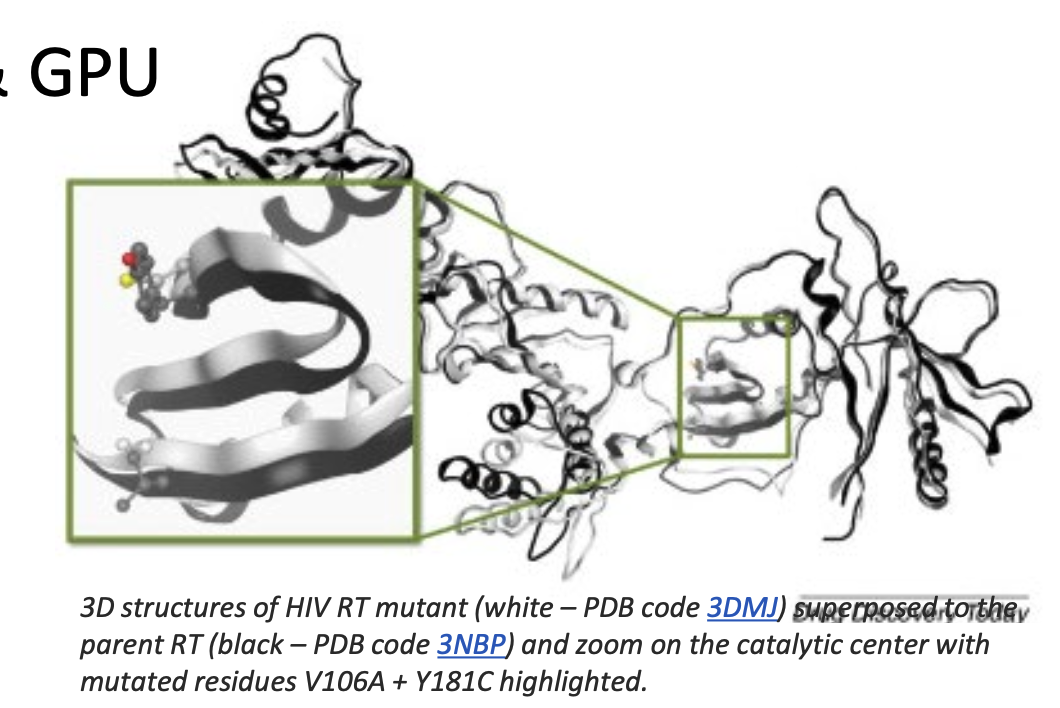 & GPU
3D structures of HIV RT mutant (white – PDB code 3DMJ) superposed to the
Drug Discovery Today
parent RT (black – PDB code 3NBP) and zoom on the catalytic center with
mutated residues V106A + Y181C highlighted.